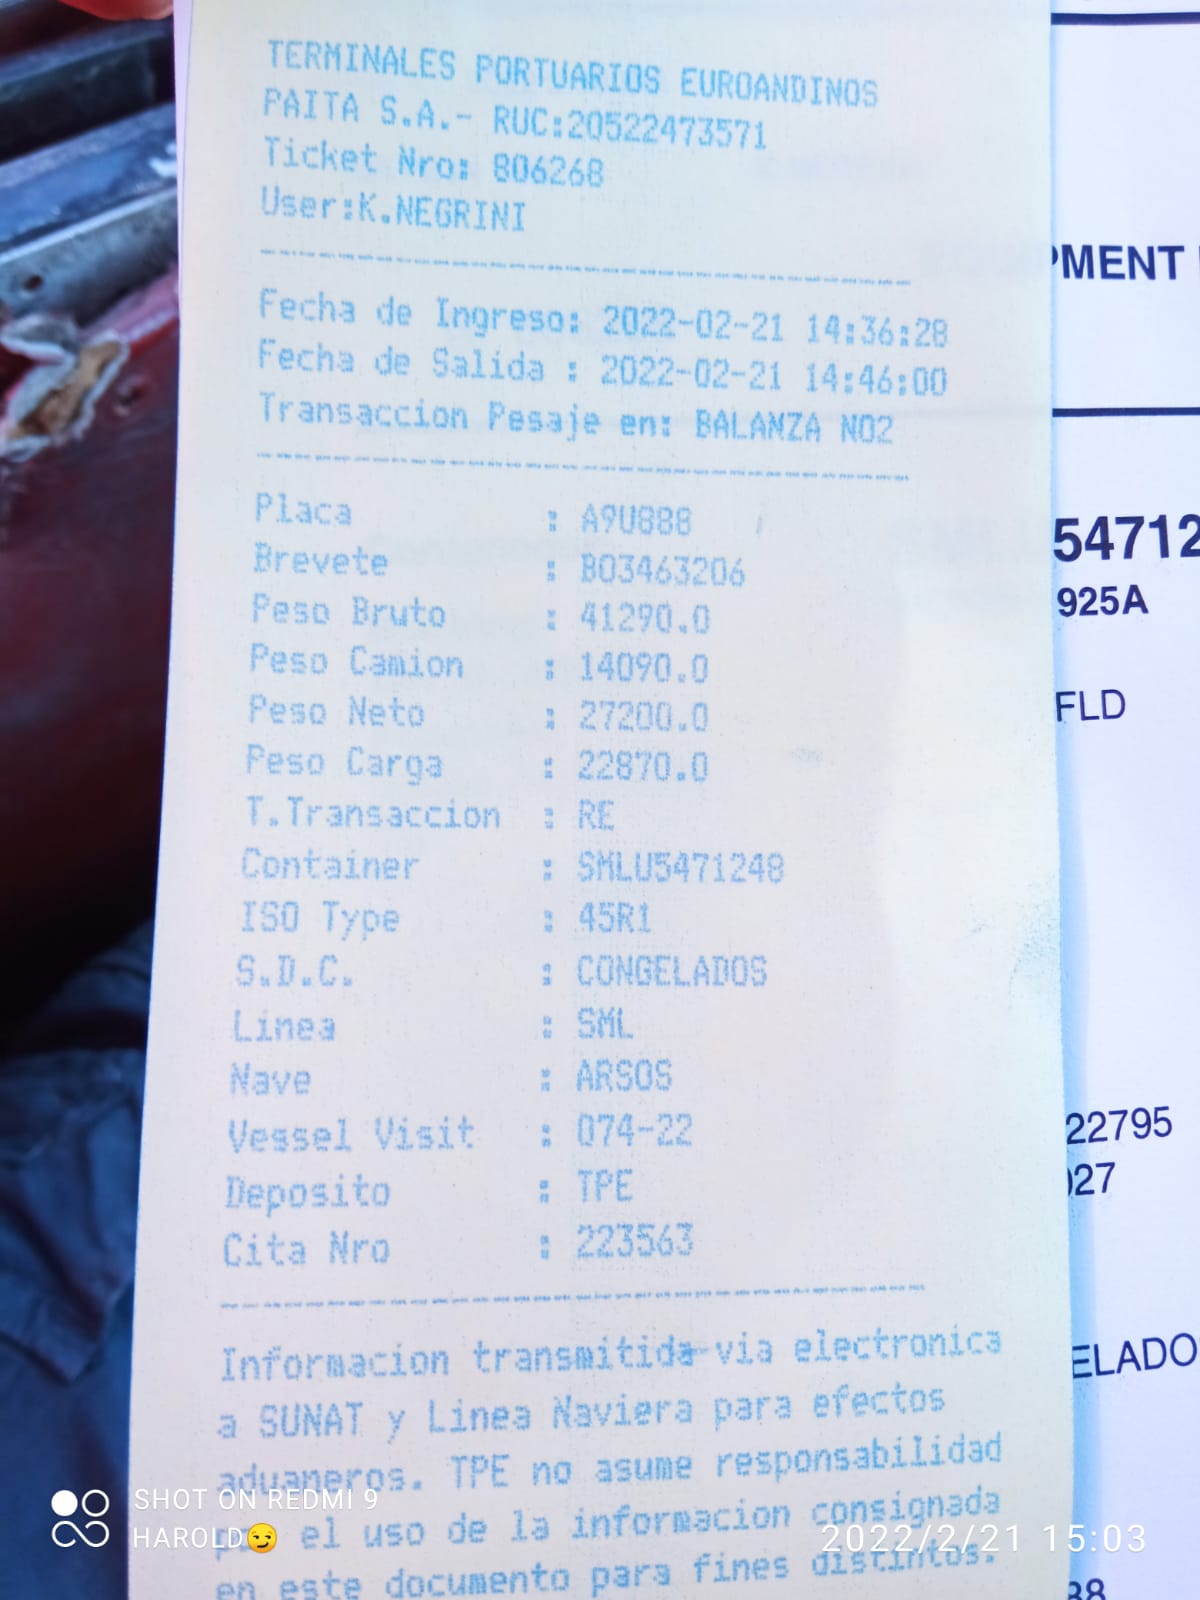 TERMINALES PORTUARIOS EUROANDINOS
PAITA S.A.- RUC:20522473571
Ticket Nro: 806268
User:K.NEGRINI
Fecha de Ingreso: 2022-02-21 14:36:28
Fecha de Salida : 2022-02-21 14:46:00
Transaccion Pesaje en: BALANZA NO2
Placa : A9U888
Brevete : B03463206
Peso Bruto : 41290.0
Peso Camion : 14090.0
Peso Neto : 27200.0
Peso Carga : 22870.0
T.Transaccion : RE
Container : SMLU5471248
ISO Type : 45R1
S.D.C. : CONGELADOS
Linea : SML
Nave : ARSOS
Vessel Visit : 074-22
Deposito : TPE
Cita Nro : 223563
Informacion transmitida via electronica
a SUNAT y Linea Naviera para efectos
aduaneros. TPE no asume responsabilidad
el uso de la informacion consignada
en este documento para fines distintos.
PMENT
54712
925A
FLD
22795
027
ELADO
38
SHOT ON REDMI 9
HAROLD😏
2022/2/21 15:03